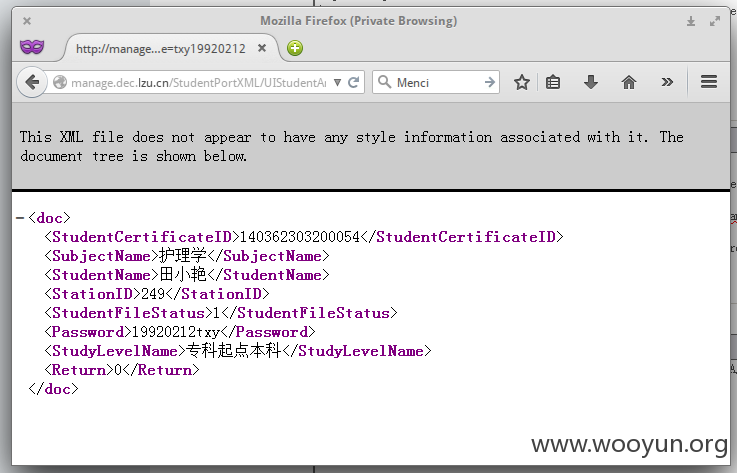 Mozilla Firefox (Private Browsing)
http://manage...e=txy19920212
manage.dec.lzu.cn/StudentPortXML/UIStudentA
Menci
This XML file does not appear to have any style information associated with it. The
document tree is shown below.
−<doc>
<StudentCertificateID>140362303200054</StudentCertificateID>
<SubjectName>护理学</SubjectName>
<StudentName>田小艳</StudentName>
<StationID>249</StationID>
<StudentFileStatus>1</StudentFileStatus>
<Password>19920212txy</Password>
<StudyLevelName>专科起点本科</StudyLevelName>
<Return>0</Return>
</doc>
www.wooyun.org